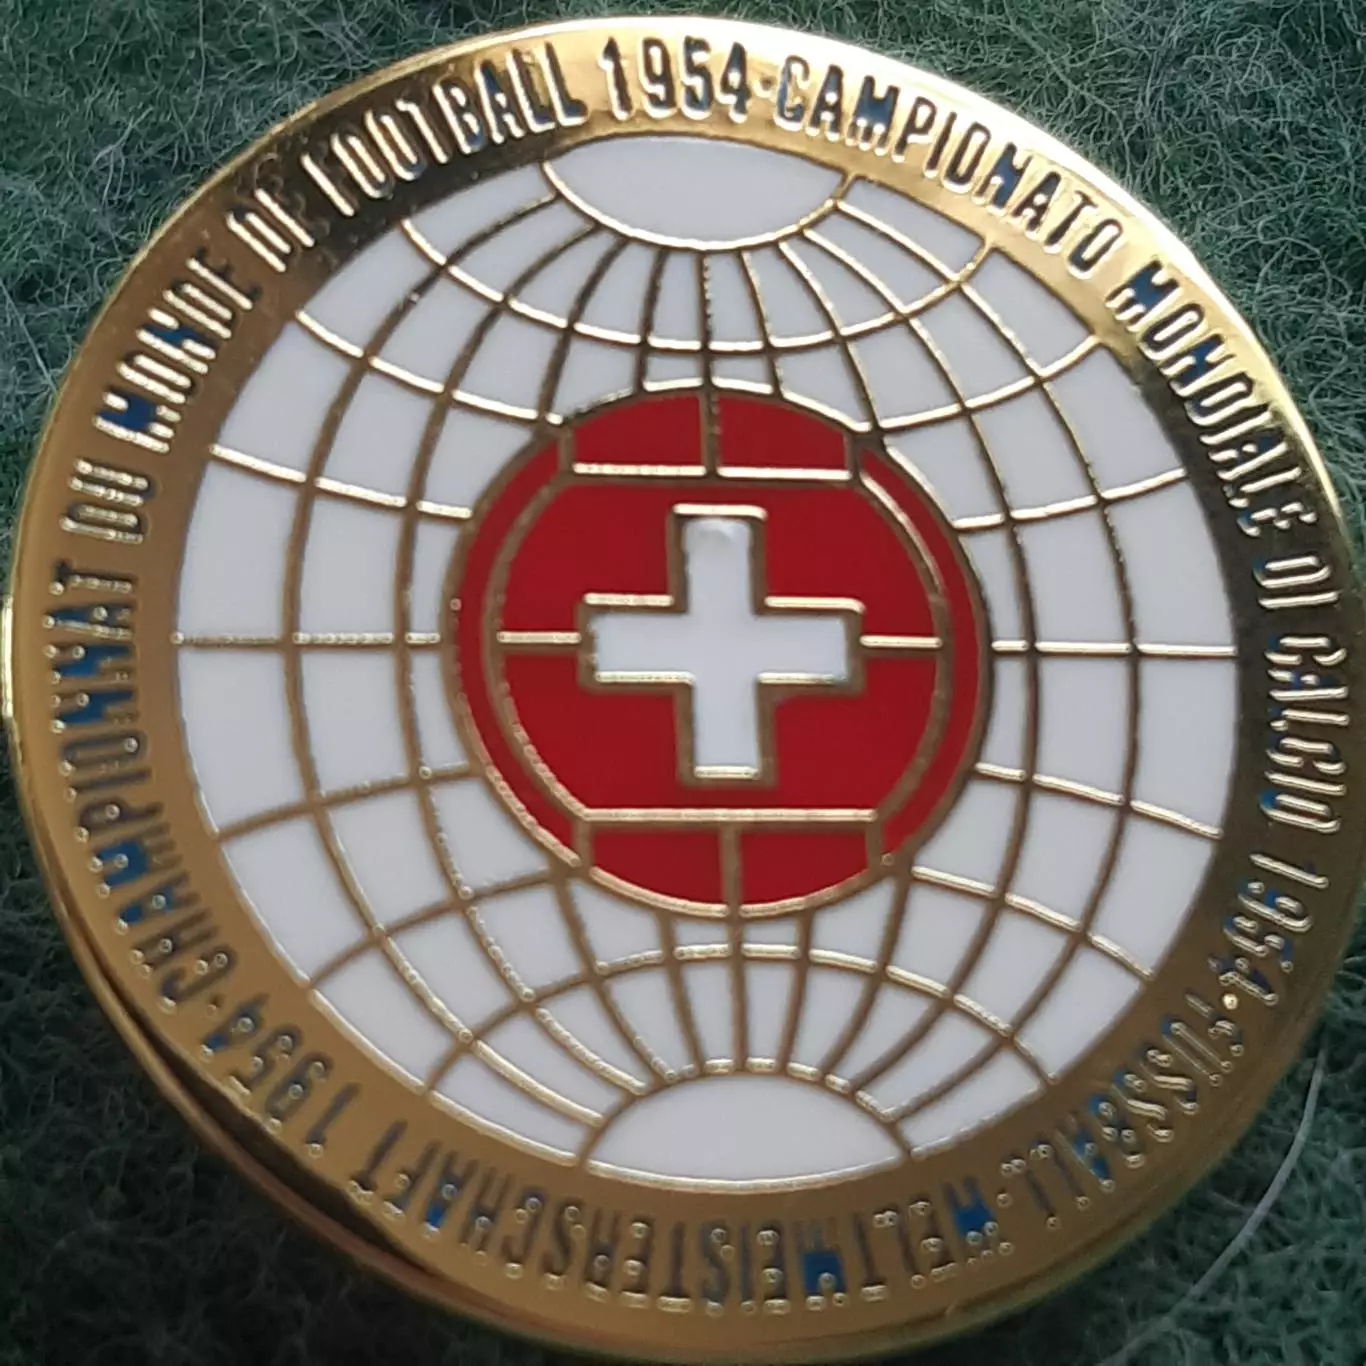 CHAMPIONNAT DU MONDE DE FOOTBALL 1954 · CAMPIONATO MONDIALE DI CALCIO 1954 · FUSSBALL-WELTMEISTERSCHAFT 1954 ·